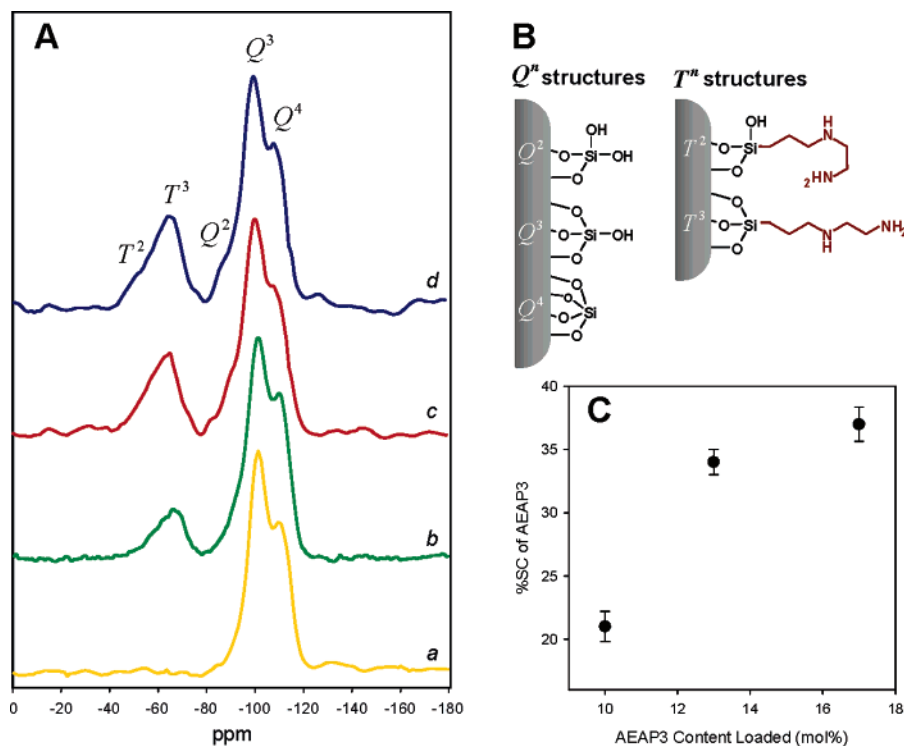 A
Q³
Q⁴
T³
T²
Q²
d
c
b
a
0 -20 -40 -60 -80 -100 -120 -140 -160 -180
ppm
B
Qⁿ structures
Tⁿ structures
Q²
OH
Si
OH
O
O
Q³
O
O
Si
OH
O
Q⁴
O
O
O
Si
O
T²
OH
O
Si
O
H
N
₂HN
T³
O
O
Si
O
N
H
NH₂
C
40
35
30
25
20
%SC of AEAP3
10 12 14 16 18
AEAP3 Content Loaded (mol%)